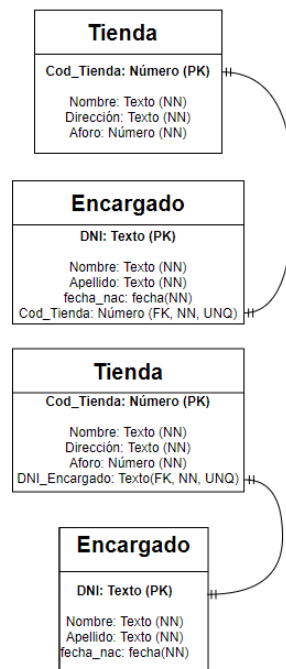 Tienda
Cod_Tienda: Número (PK)
Nombre: Texto (NN)
Dirección: Texto (NN)
Aforo: Número (NN)
Encargado
DNI: Texto (PK)
Nombre: Texto (NN)
Apellido: Texto (NN)
fecha_nac: fecha(NN)
Cod_Tienda: Número (FK, NN, UNQ)
Tienda
Cod_Tienda: Número (PK)
Nombre: Texto (NN)
Dirección: Texto (NN)
Aforo: Número (NN)
DNI_Encargado: Texto(FK, NN, UNQ)
Encargado
DNI: Texto (PK)
Nombre: Texto (NN)
Apellido: Texto (NN)
fecha_nac: fecha(NN)